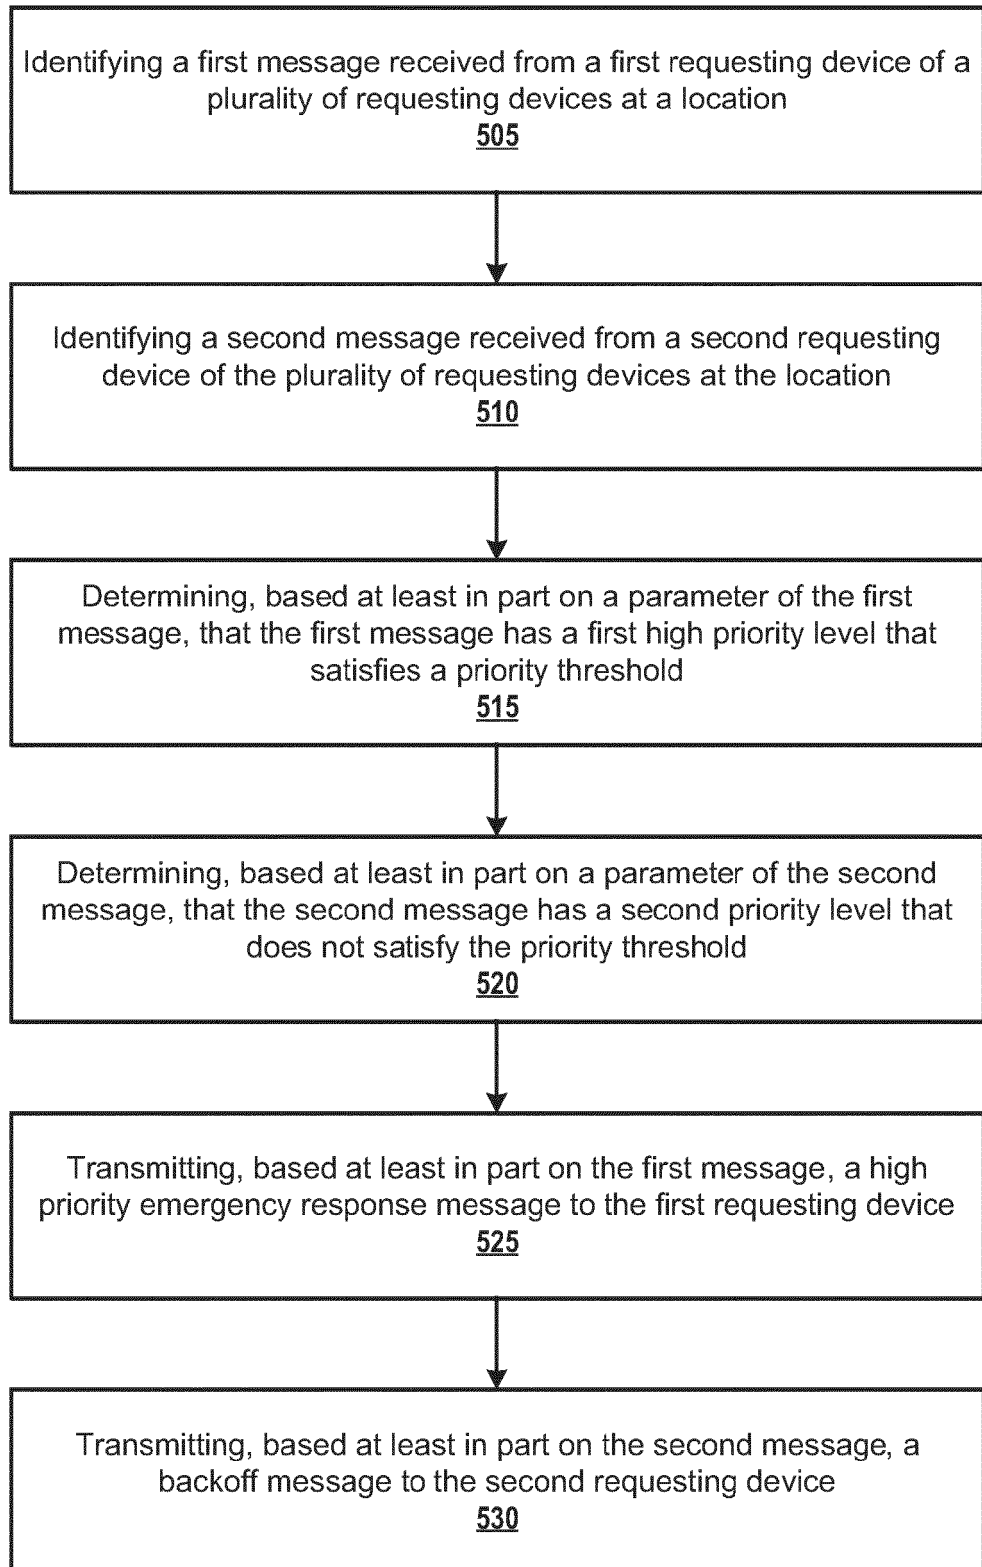 Identifying a first message received from a first requesting device of a
plurality of requesting devices at a location
505
Identifying a second message received from a second requesting
device of the plurality of requesting devices at the location
510
Determining, based at least in part on a parameter of the first
message, that the first message has a first high priority level that
satisfies a priority threshold
515
Determining, based at least in part on a parameter of the second
message, that the second message has a second priority level that
does not satisfy the priority threshold
520
Transmitting, based at least in part on the first message, a high
priority emergency response message to the first requesting device
525
Transmitting, based at least in part on the second message, a
backoff message to the second requesting device
530